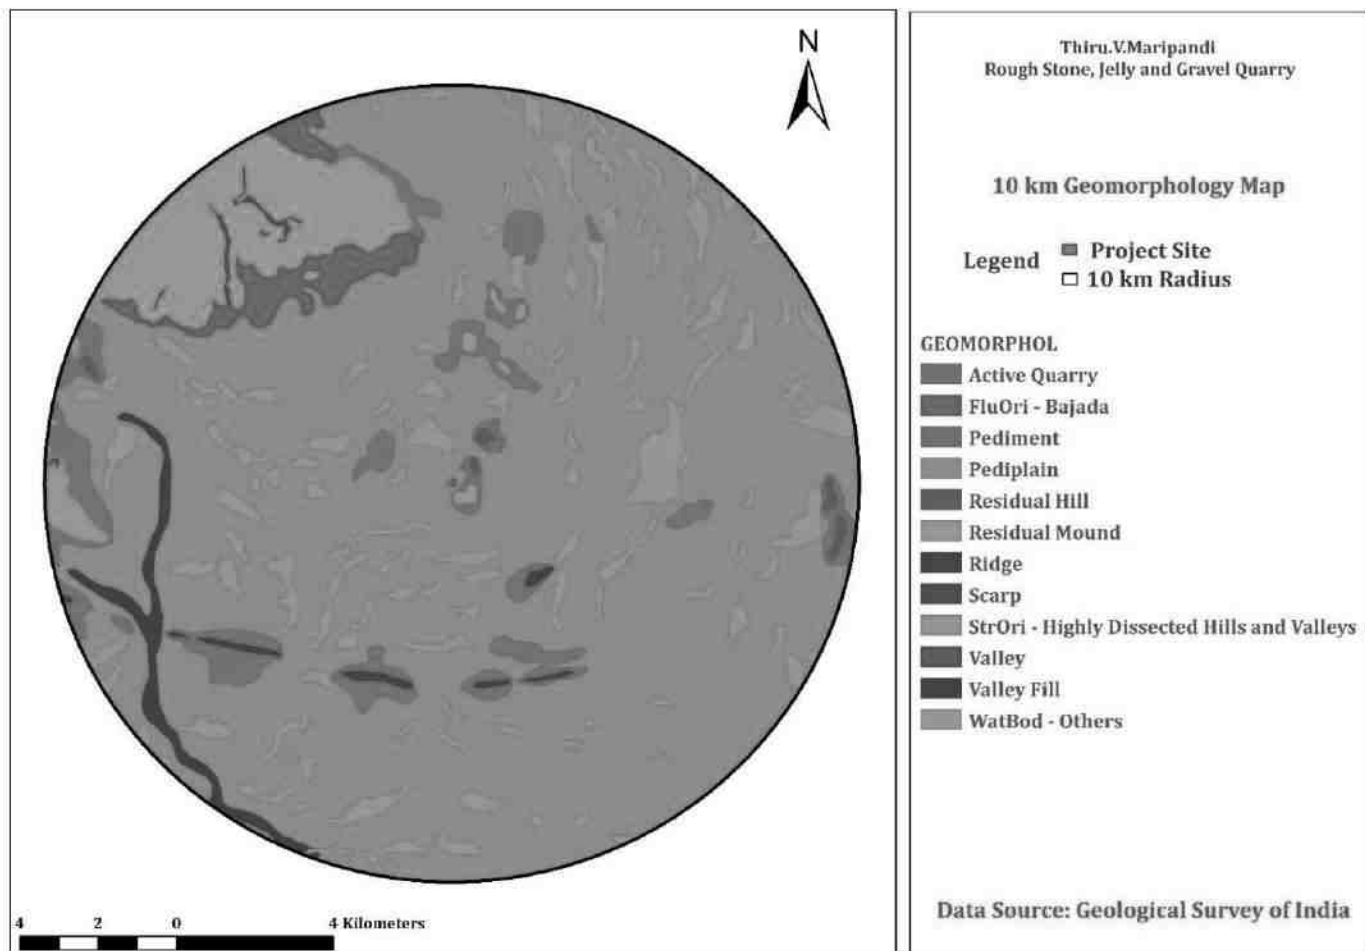 N
Thiru.V.Maripandi
Rough Stone, Jelly and Gravel Quarry
10 km Geomorphology Map
Legend
Project Site
10 km Radius
GEOMORPHOL
Active Quarry
FluOri - Bajada
Pediment
Pediplain
Residual Hill
Residual Mound
Ridge
Scarp
StrOri - Highly Dissected Hills and Valleys
Valley
Valley Fill
WatBod - Others
4 2 0 4 Kilometers
Data Source: Geological Survey of India